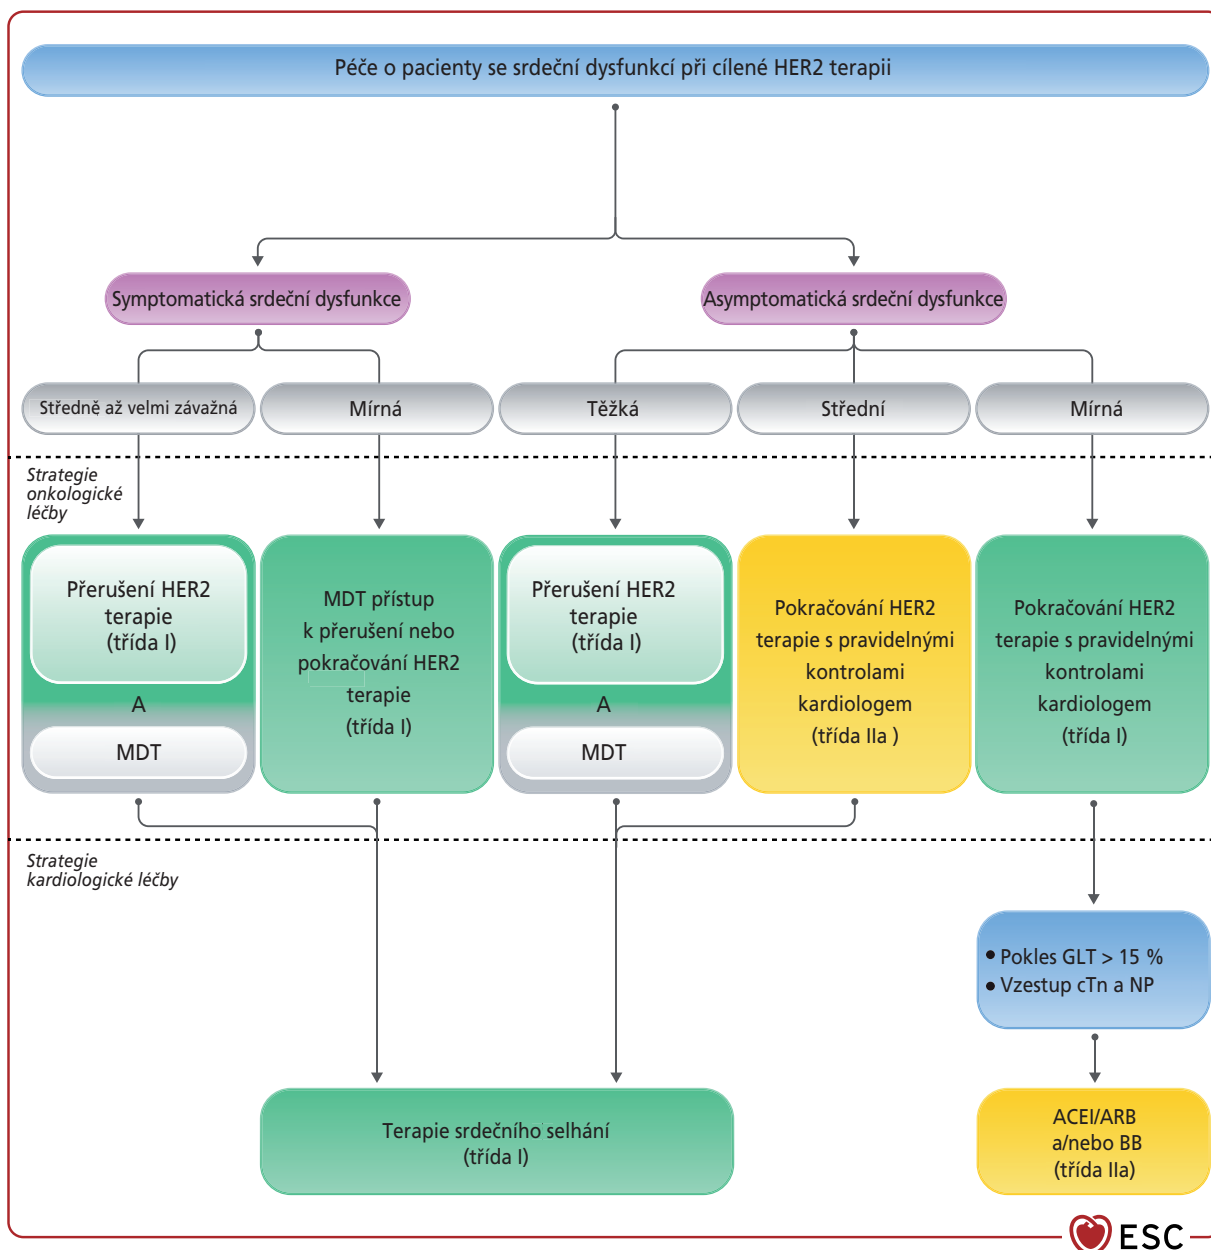 Péče o pacienty se srdeční dysfunkcí při cílené HER2 terapii
Symptomatická srdeční dysfunkce
Asymptomatická srdeční dysfunkce
Středně až velmi závažná
Mírná
Těžká
Střední
Mírná
Strategie
onkologické
léčby
Přerušení HER2
terapie
(třída I)
A
MDT
MDT přístup
k přerušení nebo
pokračování HER2
terapie
(třída I)
Přerušení HER2
terapie
(třída I)
A
MDT
Pokračování HER2
terapie s pravidelnými
kontrolami
kardiologem
(třída IIa )
Pokračování HER2
terapie s pravidelnými
kontrolami
kardiologem
(třída I)
Strategie
kardiologické léčby
• Pokles GLT > 15 %
• Vzestup cTn a NP
Terapie srdečního selhání
(třída I)
ACEI/ARB
a/nebo BB
(třída IIa)
ESC